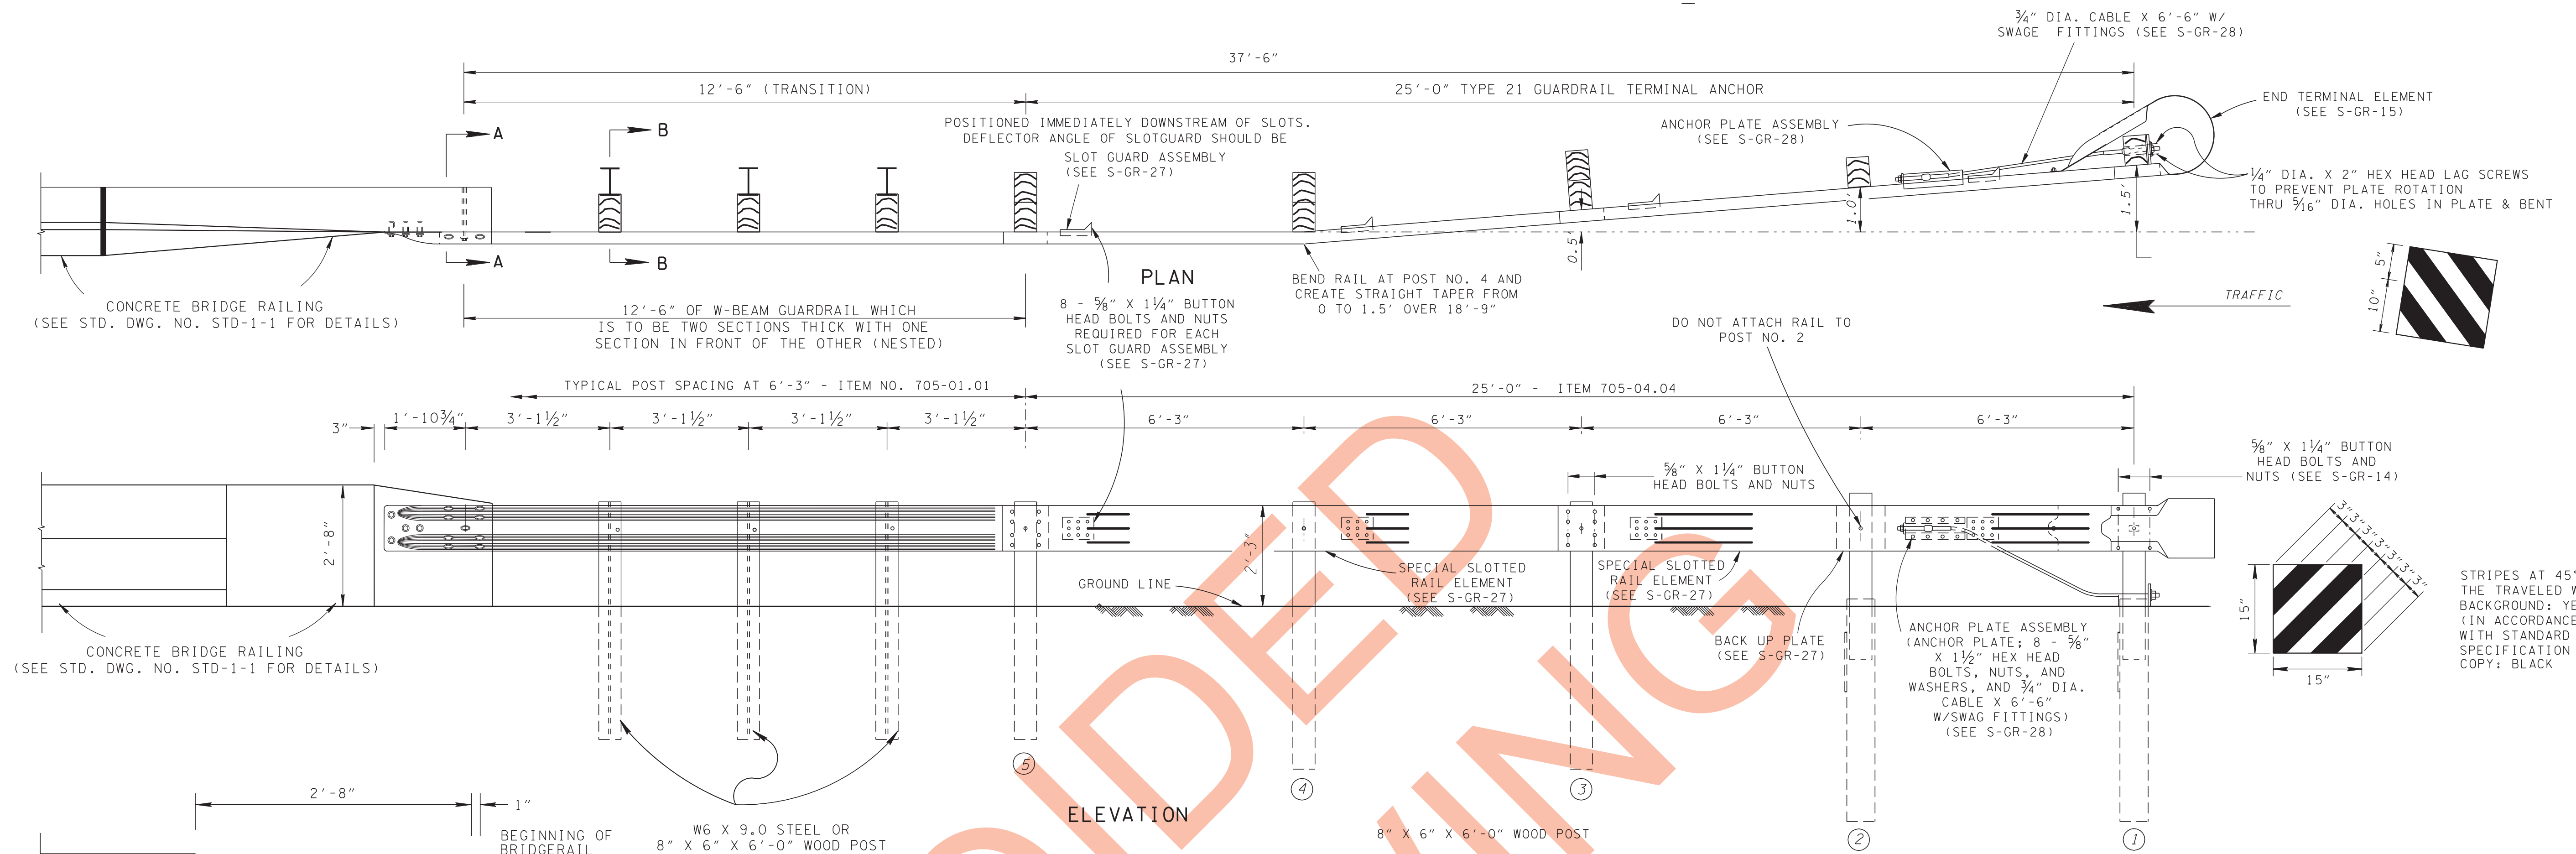 ¾" DIA. CABLE X 6'-6" W/
SWAGE FITTINGS (SEE S-GR-28)
37'-6"
12'-6" (TRANSITION)
25'-0" TYPE 21 GUARDRAIL TERMINAL ANCHOR
END TERMINAL ELEMENT
(SEE S-GR-15)
A
B
POSITIONED IMMEDIATELY DOWNSTREAM OF SLOTS.
DEFLECTOR ANGLE OF SLOTGUARD SHOULD BE
SLOT GUARD ASSEMBLY
(SEE S-GR-27)
ANCHOR PLATE ASSEMBLY
(SEE S-GR-28)
¼" DIA. X 2" HEX HEAD LAG SCREWS
TO PREVENT PLATE ROTATION
THRU 5/16" DIA. HOLES IN PLATE & BENT
0.5'
1.0'
1.5'
A
B
PLAN
CONCRETE BRIDGE RAILING
(SEE STD. DWG. NO. STD-1-1 FOR DETAILS)
12'-6" OF W-BEAM GUARDRAIL WHICH
IS TO BE TWO SECTIONS THICK WITH ONE
SECTION IN FRONT OF THE OTHER (NESTED)
8 - ⅝" X 1¼" BUTTON
HEAD BOLTS AND NUTS
REQUIRED FOR EACH
SLOT GUARD ASSEMBLY
(SEE S-GR-27)
BEND RAIL AT POST NO. 4 AND
CREATE STRAIGHT TAPER FROM
0 TO 1.5' OVER 18'-9"
TRAFFIC
5"
10"
DO NOT ATTACH RAIL TO
POST NO. 2
TYPICAL POST SPACING AT 6'-3" - ITEM NO. 705-01.01
25'-0" - ITEM 705-04.04
3"
1'-10¾"
3'-1½"
3'-1½"
3'-1½"
3'-1½"
6'-3"
6'-3"
6'-3"
6'-3"
⅝" X 1¼" BUTTON
HEAD BOLTS AND NUTS
⅝" X 1¼" BUTTON
HEAD BOLTS AND
NUTS (SEE S-GR-14)
2'-8"
2'-3"
GROUND LINE
SPECIAL SLOTTED
RAIL ELEMENT
(SEE S-GR-27)
SPECIAL SLOTTED
RAIL ELEMENT
(SEE S-GR-27)
BACK UP PLATE
(SEE S-GR-27)
ANCHOR PLATE ASSEMBLY
(ANCHOR PLATE; 8 - ⅝"
X 1½" HEX HEAD
BOLTS, NUTS, AND
WASHERS, AND ¾" DIA.
CABLE X 6'-6"
W/SWAG FITTINGS)
(SEE S-GR-28)
3"3"3"3"3"3"3"
15"
15"
STRIPES AT 45°
THE TRAVELED W
BACKGROUND: YE
(IN ACCORDANCE
WITH STANDARD
SPECIFICATION
COPY: BLACK
CONCRETE BRIDGE RAILING
(SEE STD. DWG. NO. STD-1-1 FOR DETAILS)
5
4
3
2
1
2'-8"
1"
BEGINNING OF
BRIDGERAIL
W6 X 9.0 STEEL OR
8" X 6" X 6'-0" WOOD POST
ELEVATION
8" X 6" X 6'-0" WOOD POST